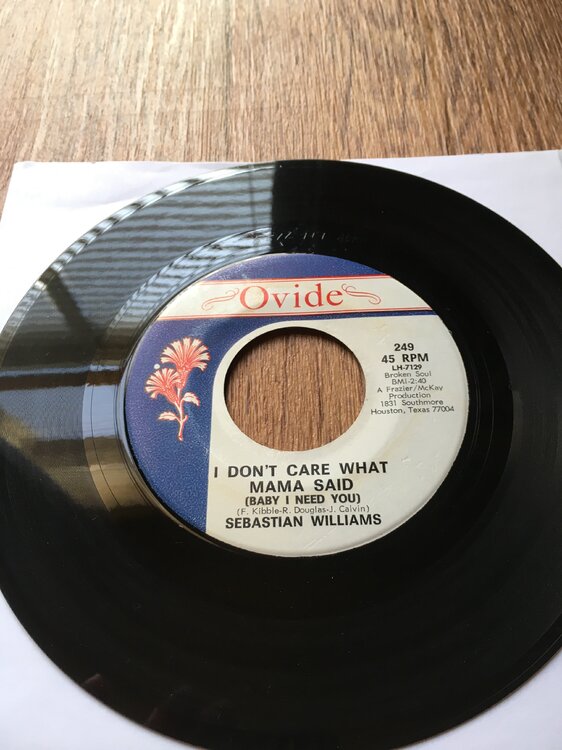 Ovide
249
45 RPM
LH-7129
Broken Soul
BMI-2:40
A Frazier/McKay
Production
1831 Southmore
Houston, Texas 77004
I DON'T CARE WHAT
MAMA SAID
(BABY I NEED YOU)
(F. Kibble-R. Douglas-J. Calvin)
SEBASTIAN WILLIAMS